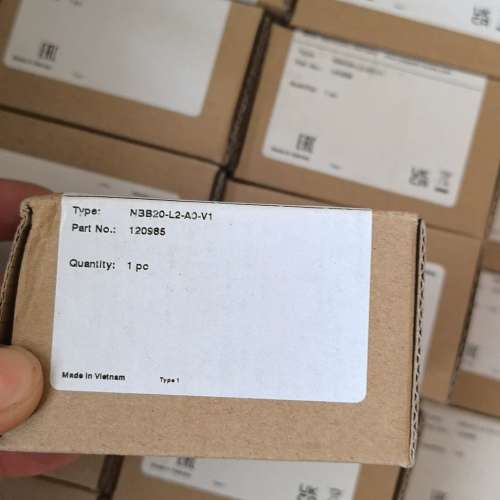 Type: NBB20-L2-A0-V1
Part No.: 120985
Quantity: 1 pc
Made in Vietnam
Type 1